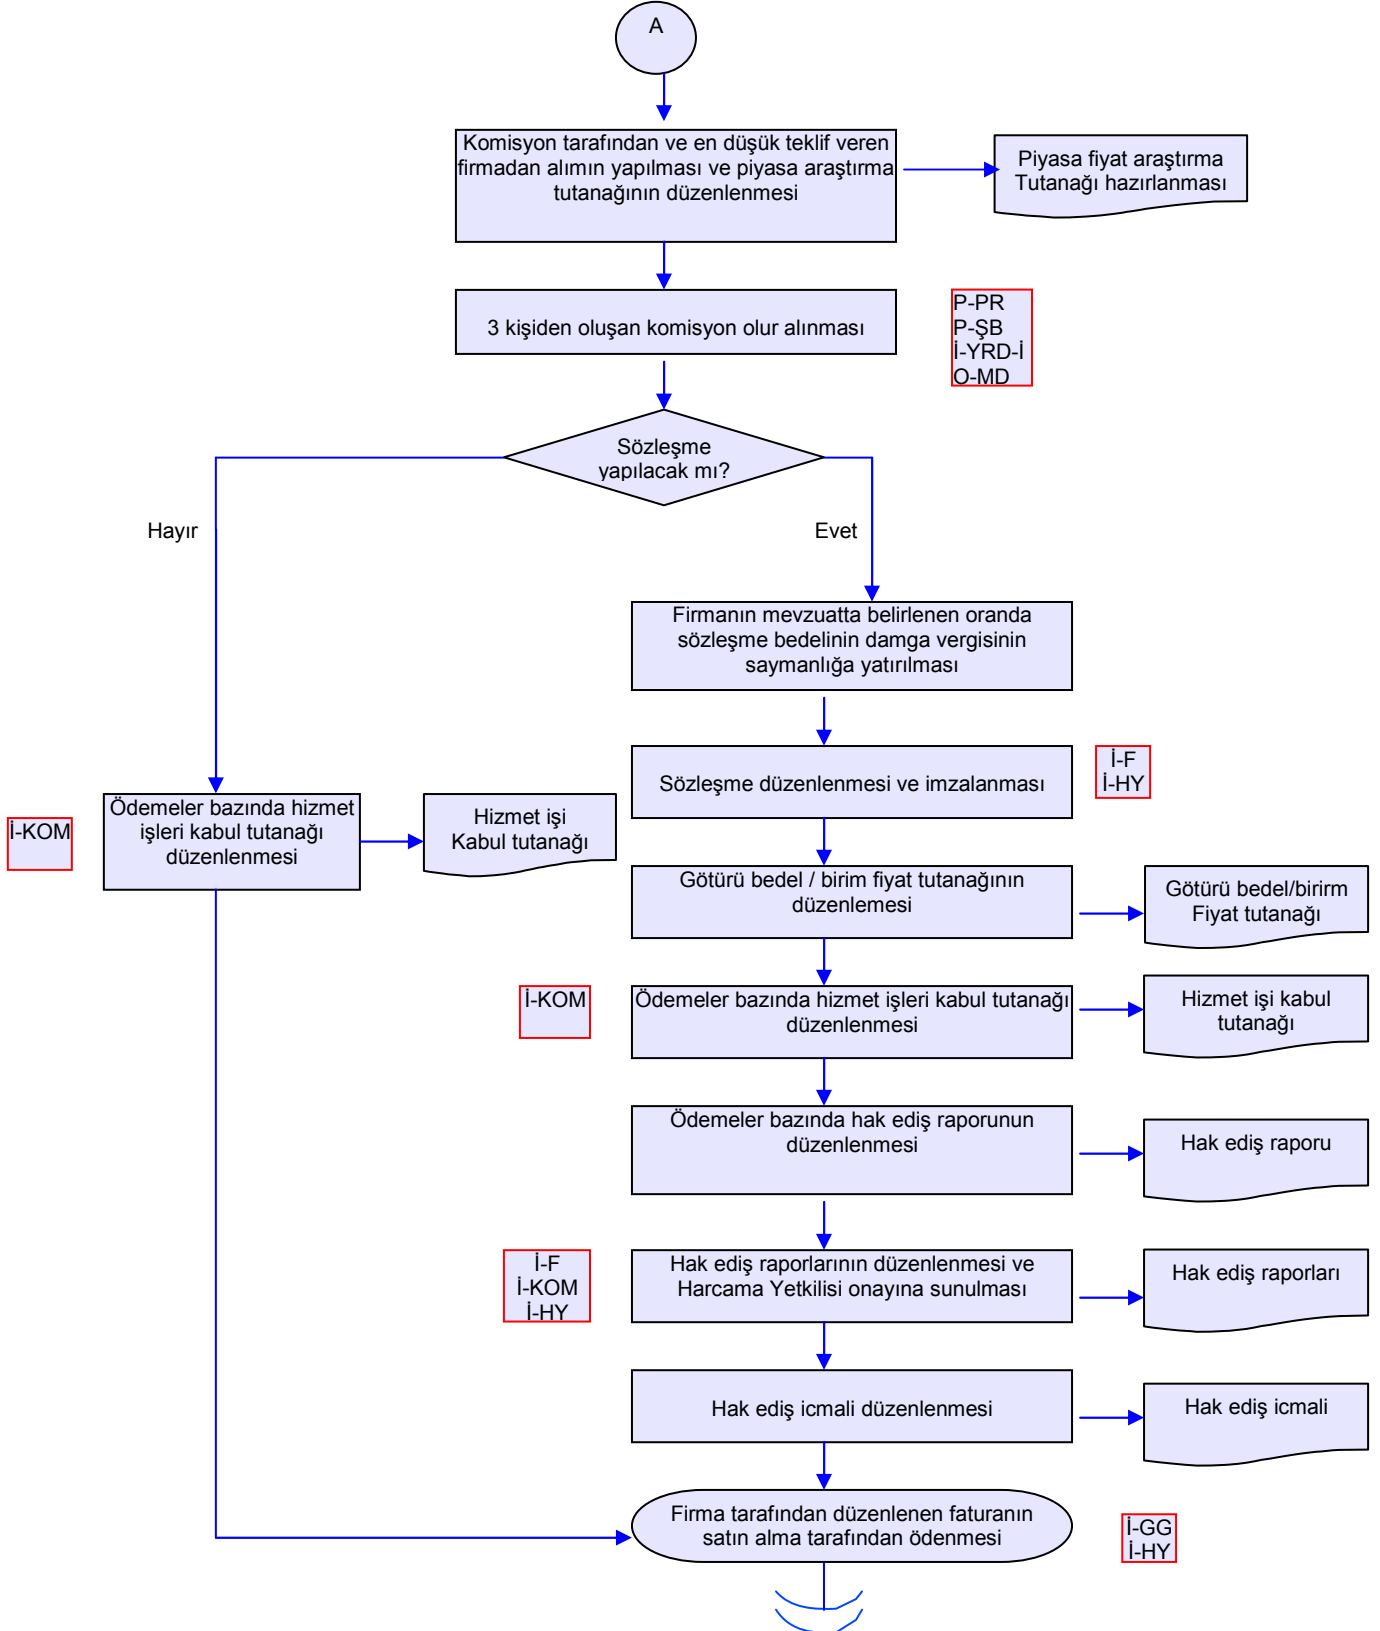 A
Komisyon tarafından ve en düşük teklif veren
firmadan alımın yapılması ve piyasa araştırma
tutanağının düzenlenmesi
Piyasa fiyat araştırma
Tutanağı hazırlanması
3 kişiden oluşan komisyon olur alınması
P-PR
P-ŞB
İ-YRD-İ
O-MD
Sözleşme
yapılacak mı?
Hayır
Evet
Firmanın mevzuatta belirlenen oranda
sözleşme bedelinin damga vergisinin
saymanlığa yatırılması
Sözleşme düzenlenmesi ve imzalanması
İ-F
İ-HY
İ-KOM
Ödemeler bazında hizmet
işleri kabul tutanağı
düzenlenmesi
Hizmet işi
Kabul tutanağı
Götürü bedel / birim fiyat tutanağının
düzenlemesi
Götürü bedel/birirm
Fiyat tutanağı
İ-KOM
Ödemeler bazında hizmet işleri kabul tutanağı
düzenlenmesi
Hizmet işi kabul
tutanağı
Ödemeler bazında hak ediş raporunun
düzenlenmesi
Hak ediş raporu
İ-F
İ-KOM
İ-HY
Hak ediş raporlarının düzenlenmesi ve
Harcama Yetkilisi onayına sunulması
Hak ediş raporları
Hak ediş icmali düzenlenmesi
Hak ediş icmali
Firma tarafından düzenlenen faturanın
satın alma tarafından ödenmesi
İ-GG
İ-HY